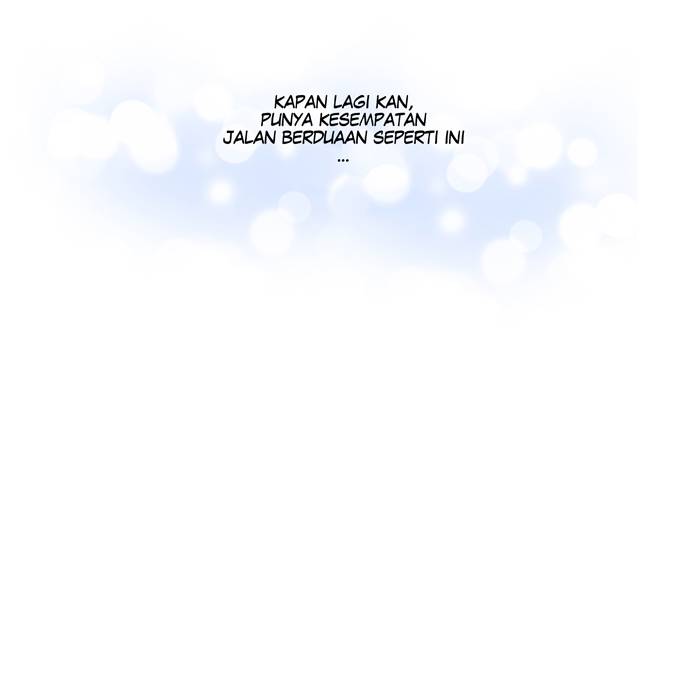 KAPAN LAGI KAN,
PUNYA KESEMPATAN
JALAN BERDUAAN SEPERTI INI
...